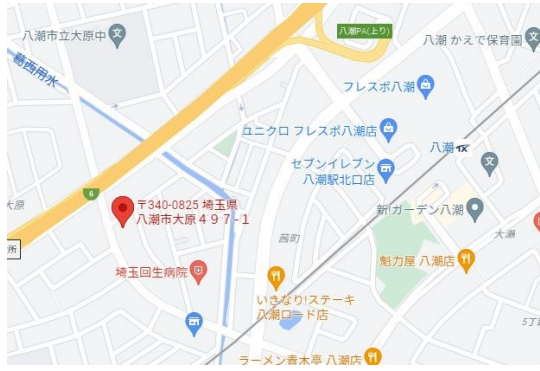 八潮市立大原中
八潮PA(上り)
八潮 かえで保育園
葛西用水
フレスポ八潮
ユニクロ フレスポ八潮店
八潮
セブンイレブン
八潮駅北口店
6
〒340-0825 埼玉県
八潮市大原４９７-１
大原
新!ガーデン八潮
茜町
大瀬
所
埼玉回生病院
魁力屋 八潮店
いきなり!ステーキ
八潮ロード店
5丁目
ラーメン青木亭 八潮店